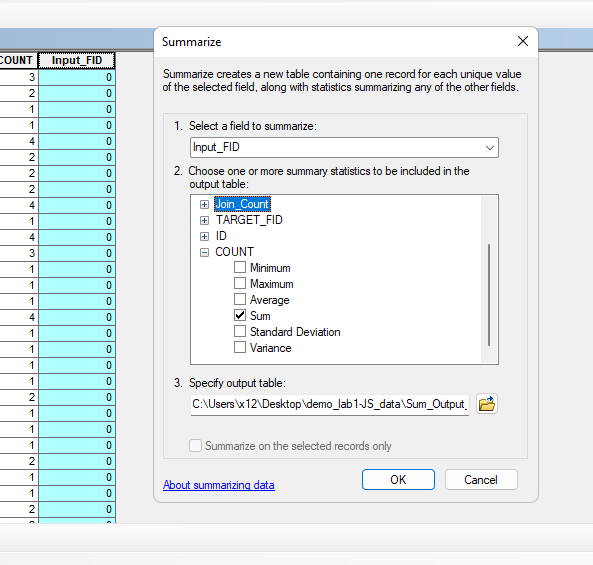 Summarize
COUNT Input_FID
3 0
2 0
1 0
1 0
4 0
2 0
2 0
2 0
4 0
1 0
4 0
3 0
1 0
1 0
1 0
4 0
1 0
1 0
1 0
1 0
2 0
1 0
1 0
1 0
2 0
1 0
1 0
2 0
Summarize creates a new table containing one record for each unique value
of the selected field, along with statistics summarizing any of the other fields.
1. Select a field to summarize:
Input_FID
2. Choose one or more summary statistics to be included in the
output table:
Join_Count
TARGET_FID
ID
COUNT
Minimum
Maximum
Average
Sum
Standard Deviation
Variance
3. Specify output table:
C:\Users\x12\Desktop\demo_lab1-JS_data\Sum_Output_
Summarize on the selected records only
About summarizing data
OK
Cancel